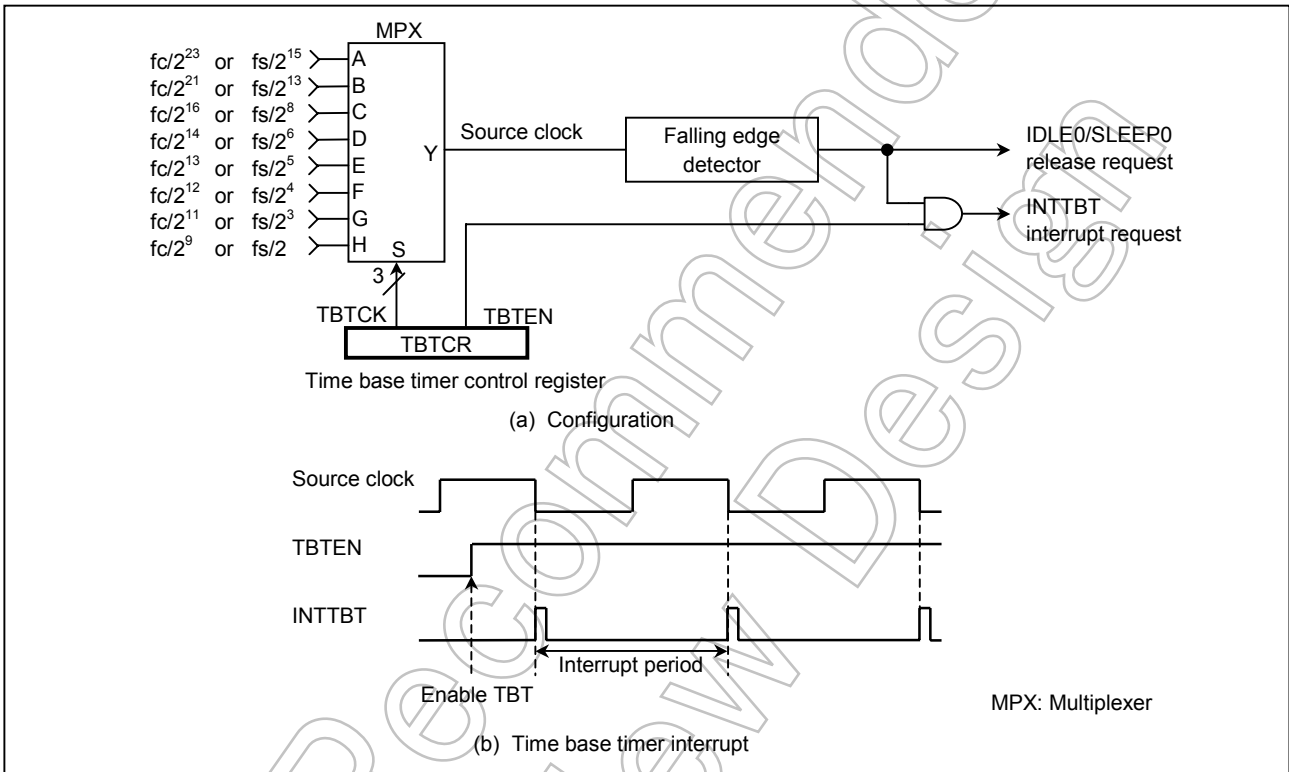 MPX
fc/2^23 or fs/2^15 A
fc/2^21 or fs/2^13 B
fc/2^16 or fs/2^8 C
fc/2^14 or fs/2^6 D
fc/2^13 or fs/2^5 E
fc/2^12 or fs/2^4 F
fc/2^11 or fs/2^3 G
fc/2^9 or fs/2 H
Y
S
3
Source clock
Falling edge
detector
IDLE0/SLEEP0
release request
INTTBT
interrupt request
TBTCK
TBTEN
TBTCR
Time base timer control register
(a) Configuration
Source clock
TBTEN
INTTBT
Interrupt period
Enable TBT
MPX: Multiplexer
(b) Time base timer interrupt
Recommende
ew Design